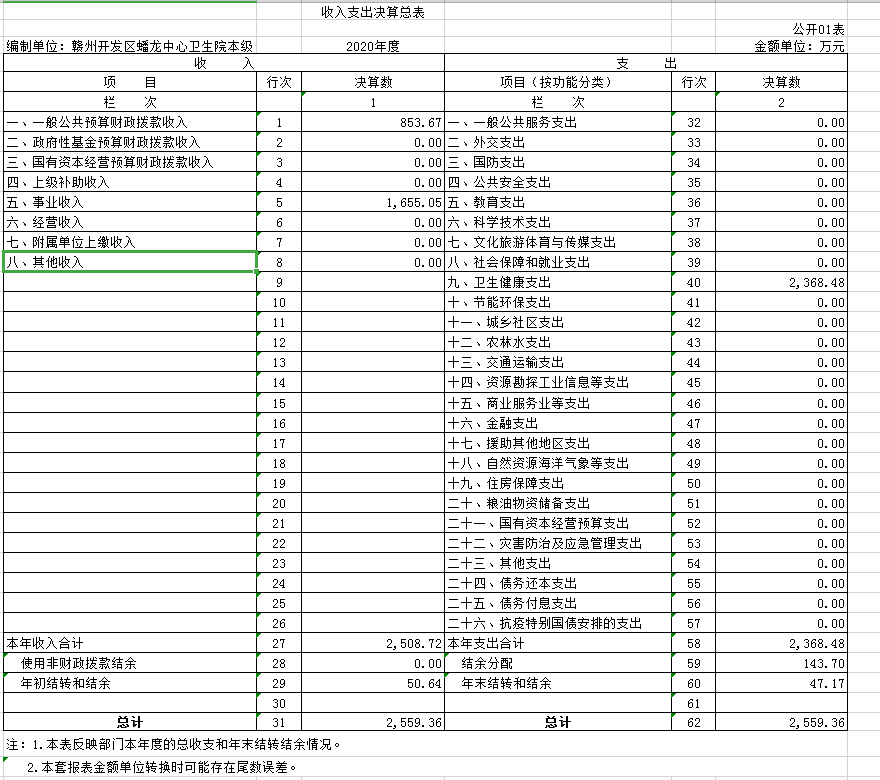 收入支出决算总表
公开01表
编制单位：赣州开发区蟠龙中心卫生院本级 2020年度 金额单位：万元
收 入 支 出
项 目 行次 决算数 项目（按功能分类） 行次 决算数
栏 次 1 栏 次 2
一、一般公共预算财政拨款收入 1 853.67 一、一般公共服务支出 32 0.00
二、政府性基金预算财政拨款收入 2 0.00 二、外交支出 33 0.00
三、国有资本经营预算财政拨款收入 3 0.00 三、国防支出 34 0.00
四、上级补助收入 4 0.00 四、公共安全支出 35 0.00
五、事业收入 5 1,655.05 五、教育支出 36 0.00
六、经营收入 6 0.00 六、科学技术支出 37 0.00
七、附属单位上缴收入 7 0.00 七、文化旅游体育与传媒支出 38 0.00
八、其他收入 8 0.00 八、社会保障和就业支出 39 0.00
9 九、卫生健康支出 40 2,368.48
10 十、节能环保支出 41 0.00
11 十一、城乡社区支出 42 0.00
12 十二、农林水支出 43 0.00
13 十三、交通运输支出 44 0.00
14 十四、资源勘探工业信息等支出 45 0.00
15 十五、商业服务业等支出 46 0.00
16 十六、金融支出 47 0.00
17 十七、援助其他地区支出 48 0.00
18 十八、自然资源海洋气象等支出 49 0.00
19 十九、住房保障支出 50 0.00
20 二十、粮油物资储备支出 51 0.00
21 二十一、国有资本经营预算支出 52 0.00
22 二十二、灾害防治及应急管理支出 53 0.00
23 二十三、其他支出 54 0.00
24 二十四、债务还本支出 55 0.00
25 二十五、债务付息支出 56 0.00
26 二十六、抗疫特别国债安排的支出 57 0.00
本年收入合计 27 2,508.72 本年支出合计 58 2,368.48
使用非财政拨款结余 28 0.00 结余分配 59 143.70
年初结转和结余 29 50.64 年末结转和结余 60 47.17
30 61
总计 31 2,559.36 总计 62 2,559.36
注：1.本表反映部门本年度的总收支和年末结转结余情况。
2.本套报表金额单位转换时可能存在尾数误差。